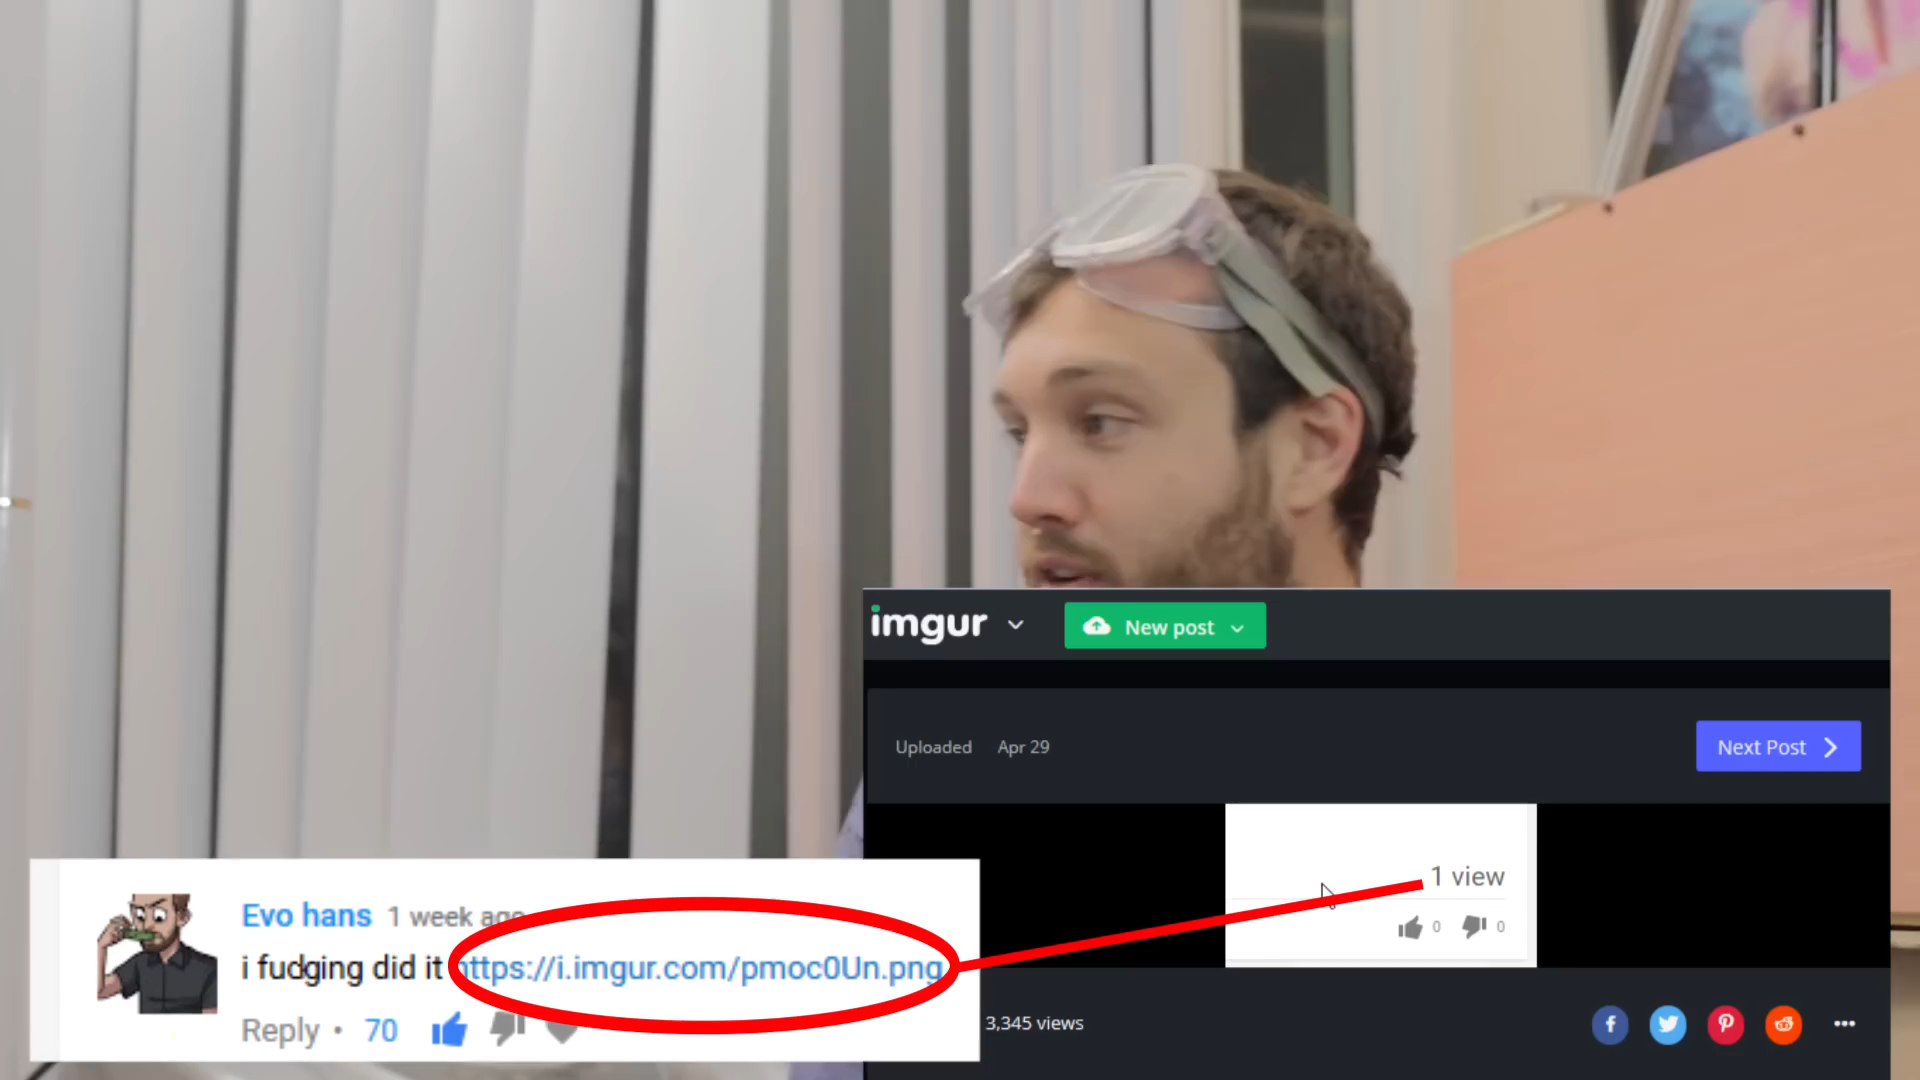 imgur
New post
Uploaded Apr 29
Next Post
1 view
0 0
Evo hans 1 week ago
i fudging did it https://i.imgur.com/pmoc0Un.png
Reply • 70
3,345 views